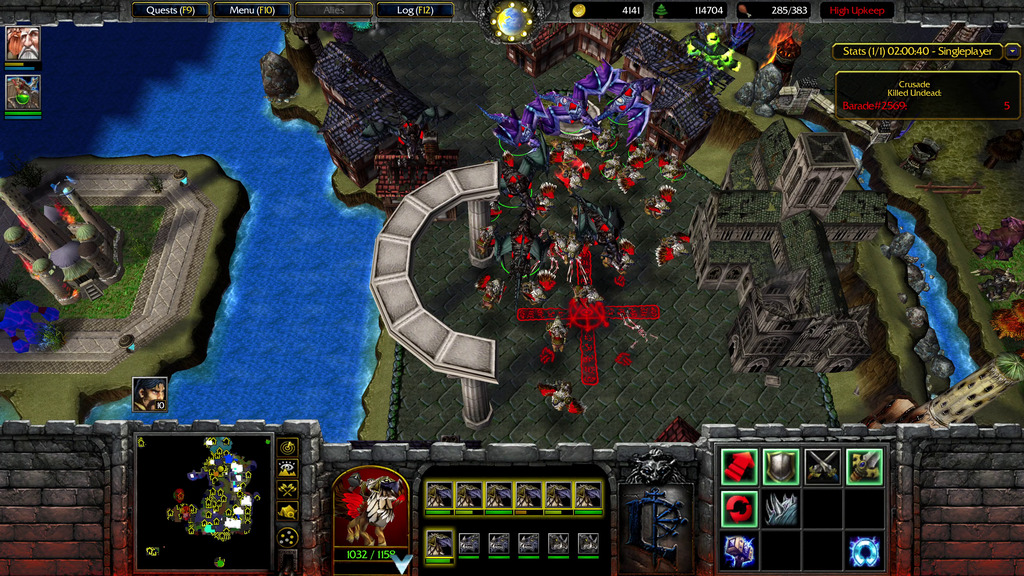 Quests (F9)
Menu (F10)
Allies
Log (F12)
4141
114704
285/383
High Upkeep
Stats (1/1) 02:00:40 - Singleplayer
Crusade
Killed Undead:
Barade#2569:
5
10
1032 / 1158